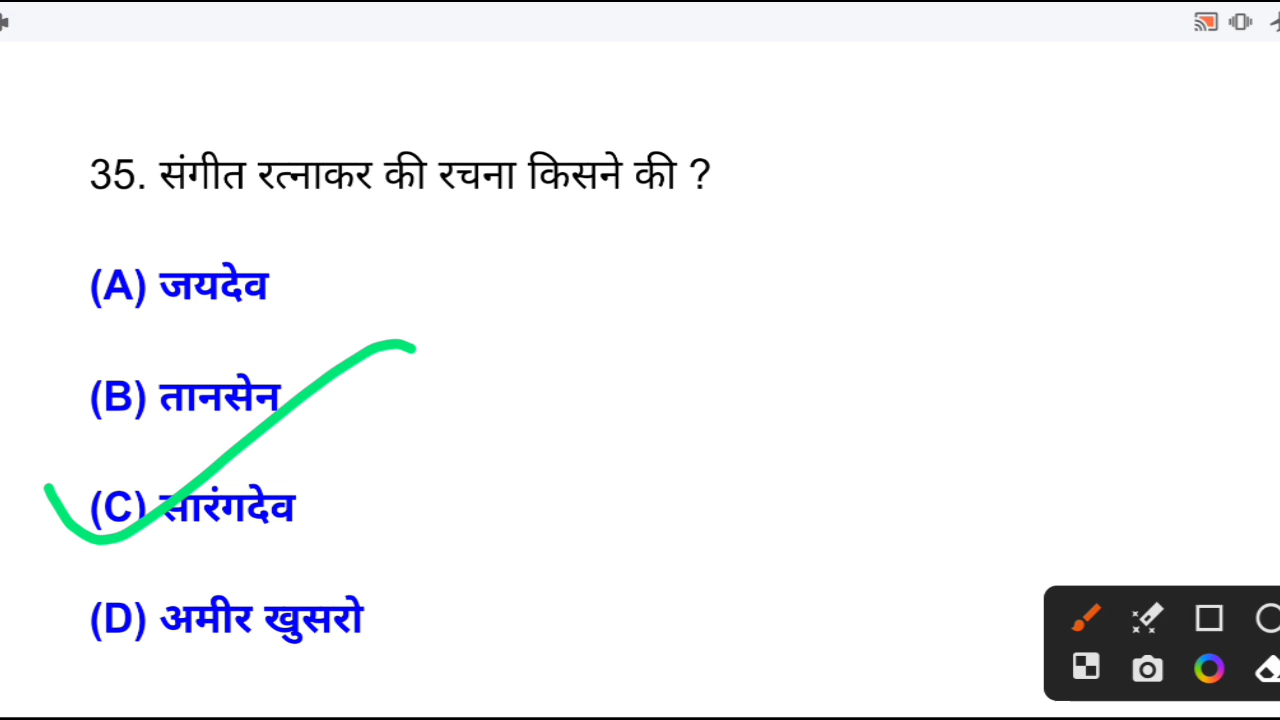 35. संगीत रत्नाकर की रचना किसने की ?
(A) जयदेव
(B) तानसेन
(C) सारंगदेव
(D) अमीर खुसरो